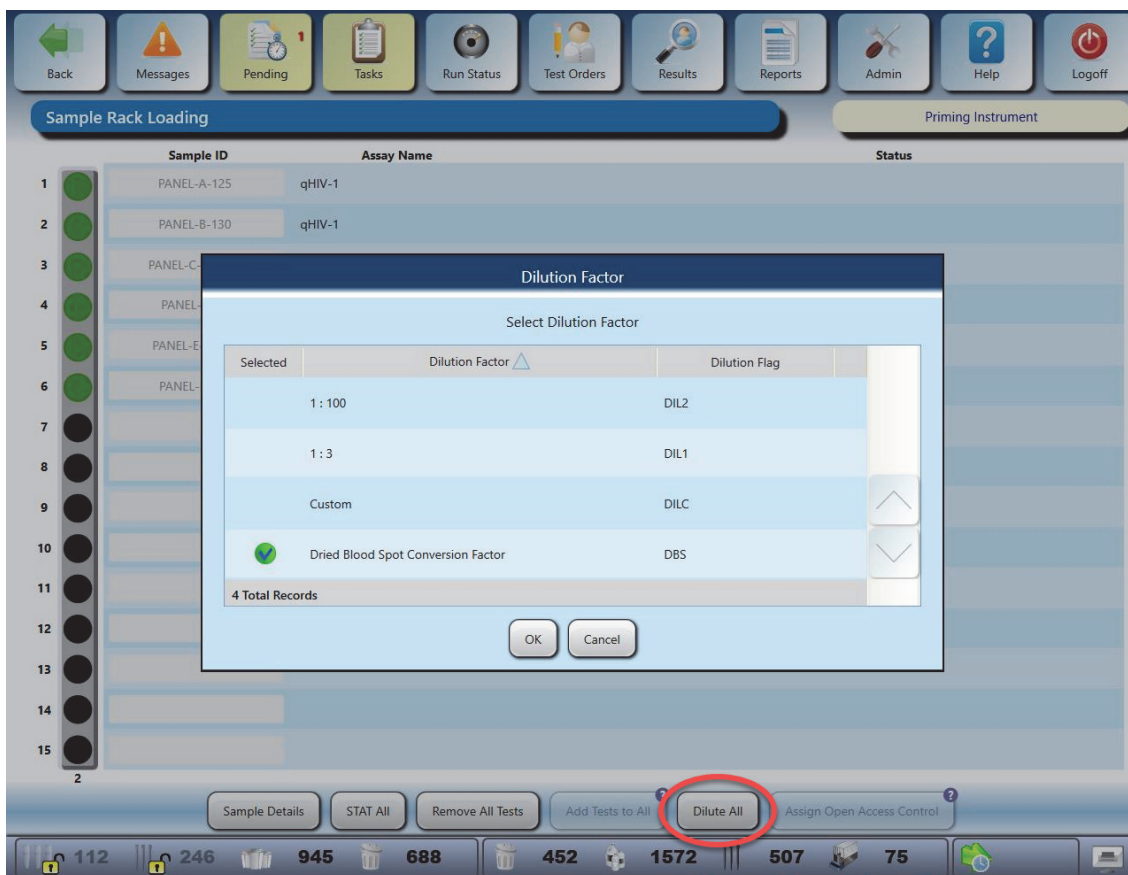 Back Messages Pending 1 Tasks Run Status Test Orders Results Reports Admin ? Help Logoff
Sample Rack Loading Priming Instrument
Sample ID Assay Name Status
1 PANEL-A-125 qHIV-1
2 PANEL-B-130 qHIV-1
3 PANEL-C-
4 PANEL-
5 PANEL-E
6 PANEL-
7
8
9
10
11
12
13
14
15
2
Dilution Factor
Select Dilution Factor
Selected Dilution Factor Dilution Flag
1 : 100 DIL2
1 : 3 DIL1
Custom DILC
Dried Blood Spot Conversion Factor DBS
4 Total Records
OK Cancel
Sample Details STAT All Remove All Tests Add Tests to All ? Dilute All Assign Open Access Control ?
112 246 945 688 452 1572 507 75